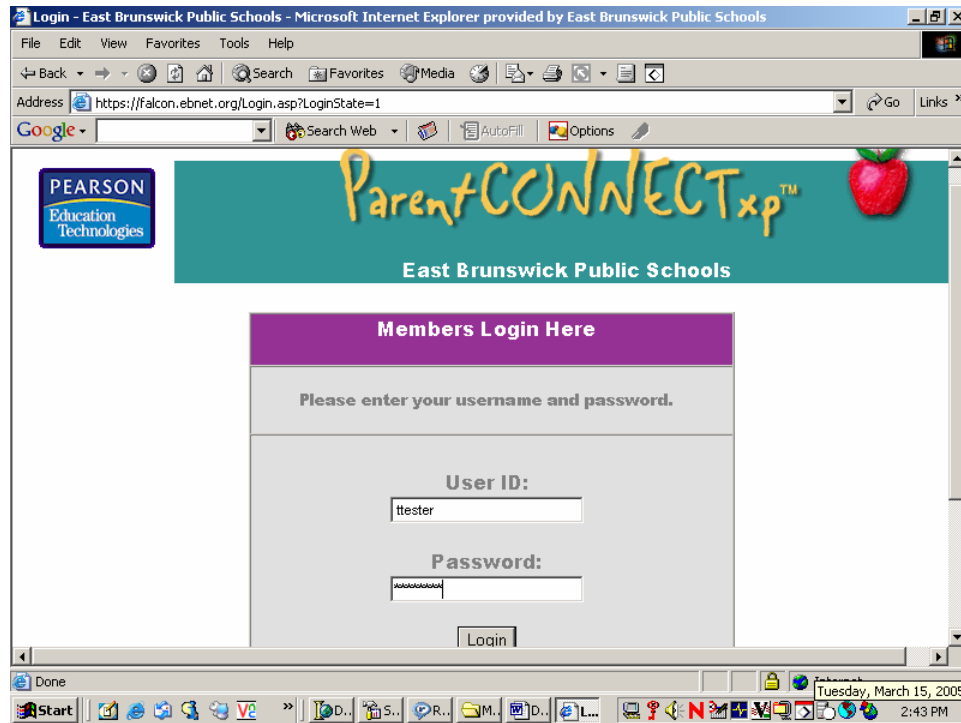 Login - East Brunswick Public Schools - Microsoft Internet Explorer provided by East Brunswick Public Schools
File Edit View Favorites Tools Help
Back Search Favorites Media
Address https://falcon.ebnet.org/Login.asp?LoginState=1 Go Links »
Google Search Web AutoFill Options
PEARSON
Education
Technologies
ParentCONNECTxp™
East Brunswick Public Schools
Members Login Here
Please enter your username and password.
User ID:
ttester
Password:
*********
Login
Done
Tuesday, March 15, 2005
Start » D.. S.. R.. M.. D.. L... 2:43 PM